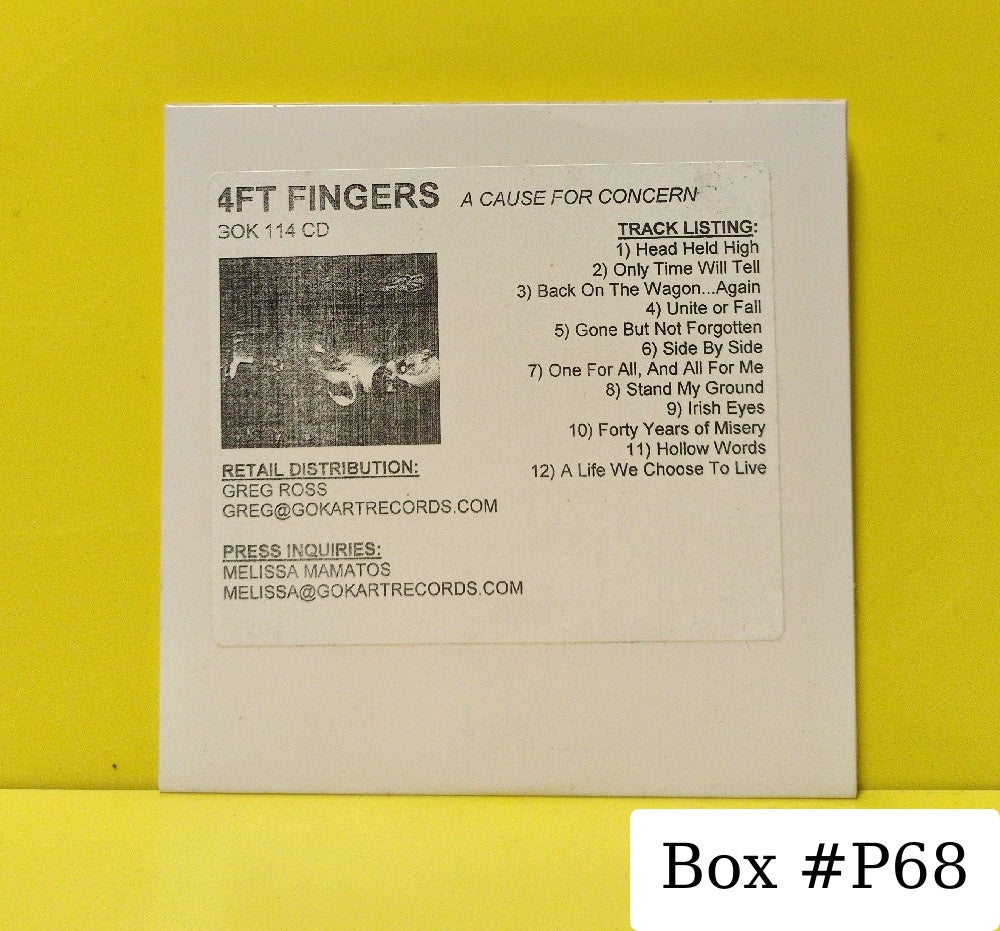 4FT FINGERS A CAUSE FOR CONCERN
GOK 114 CD
TRACK LISTING:
1) Head Held High
2) Only Time Will Tell
3) Back On The Wagon...Again
4) Unite or Fall
5) Gone But Not Forgotten
6) Side By Side
7) One For All, And All For Me
8) Stand My Ground
9) Irish Eyes
10) Forty Years of Misery
11) Hollow Words
12) A Life We Choose To Live
RETAIL DISTRIBUTION:
GREG ROSS
GREG@GOKARTRECORDS.COM
PRESS INQUIRIES:
MELISSA MAMATOS
MELISSA@GOKARTRECORDS.COM
Box #P68